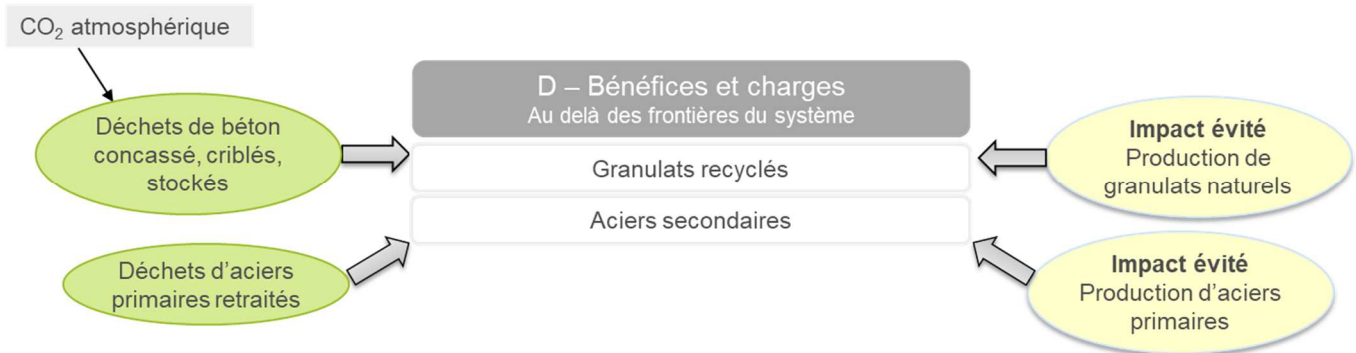 CO₂ atmosphérique
D – Bénéfices et charges
Au delà des frontières du système
Déchets de béton
concassé, criblés,
stockés
Granulats recyclés
Impact évité
Production de
granulats naturels
Aciers secondaires
Déchets d'aciers
primaires retraités
Impact évité
Production d'aciers
primaires